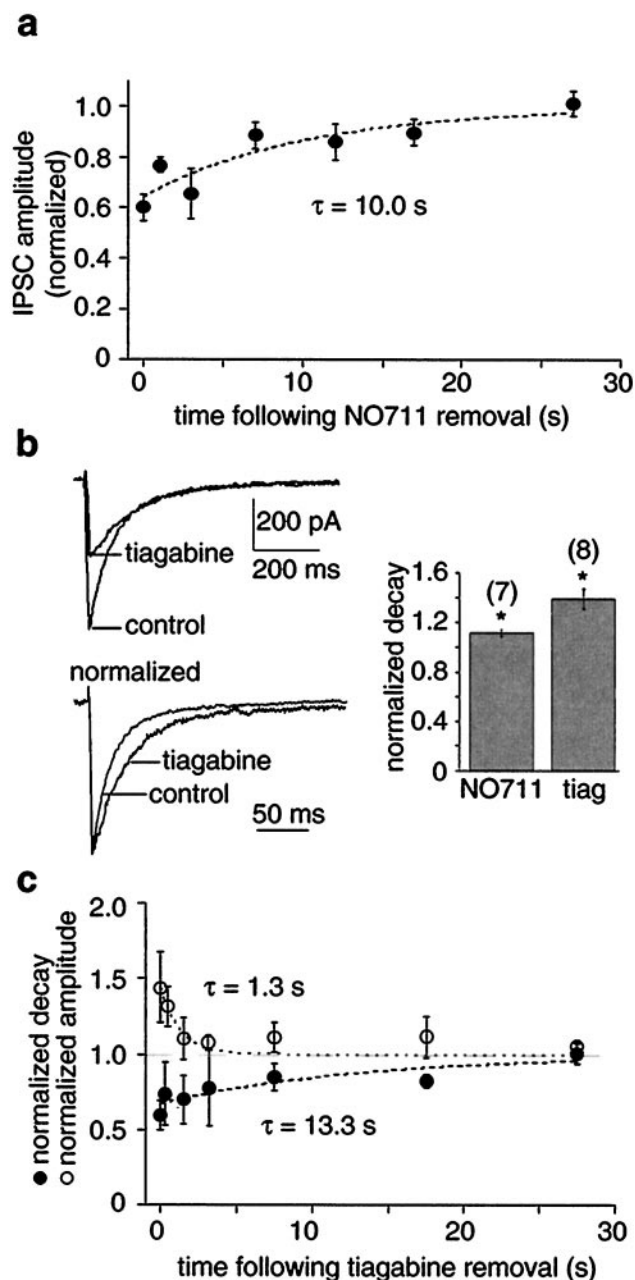 a
IPSC amplitude
(normalized)
1.0
0.8
0.6
0.4
0.2
0
τ = 10.0 s
0
10
20
30
time following NO711 removal (s)
b
tiagabine
control
200 pA
200 ms
normalized
tiagabine
control
50 ms
normalized decay
1.6
1.2
0.8
0.4
0
(7)
*
(8)
*
NO711
tiag
c
● normalized decay
○ normalized amplitude
2.0
1.5
1.0
0.5
0
τ = 1.3 s
τ = 13.3 s
0
10
20
30
time following tiagabine removal (s)